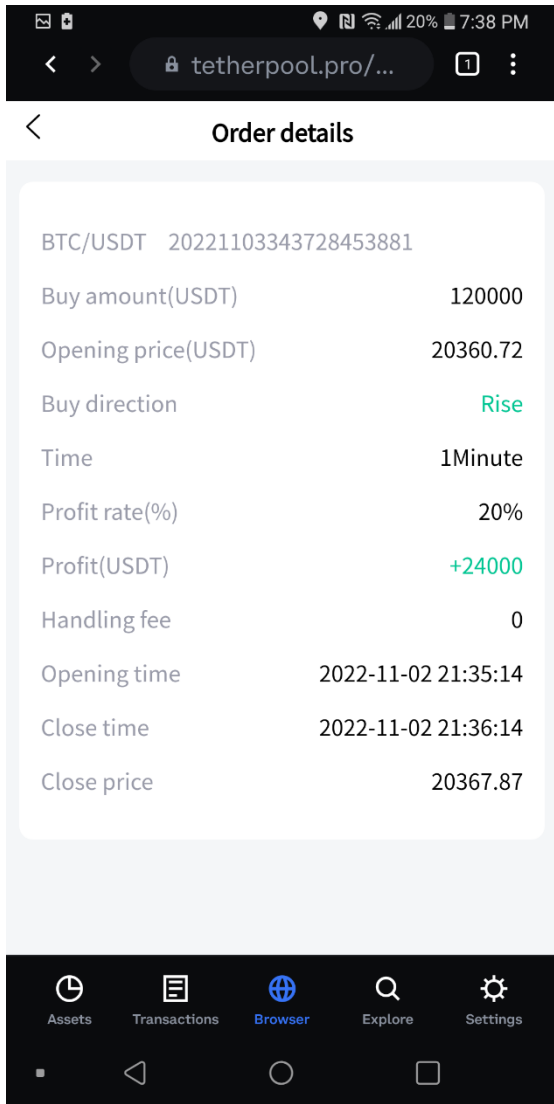 20% 7:38 PM
tetherpool.pro/... 1
Order details
BTC/USDT 20221103343728453881
Buy amount(USDT) 120000
Opening price(USDT) 20360.72
Buy direction Rise
Time 1Minute
Profit rate(%) 20%
Profit(USDT) +24000
Handling fee 0
Opening time 2022-11-02 21:35:14
Close time 2022-11-02 21:36:14
Close price 20367.87
Assets Transactions Browser Explore Settings